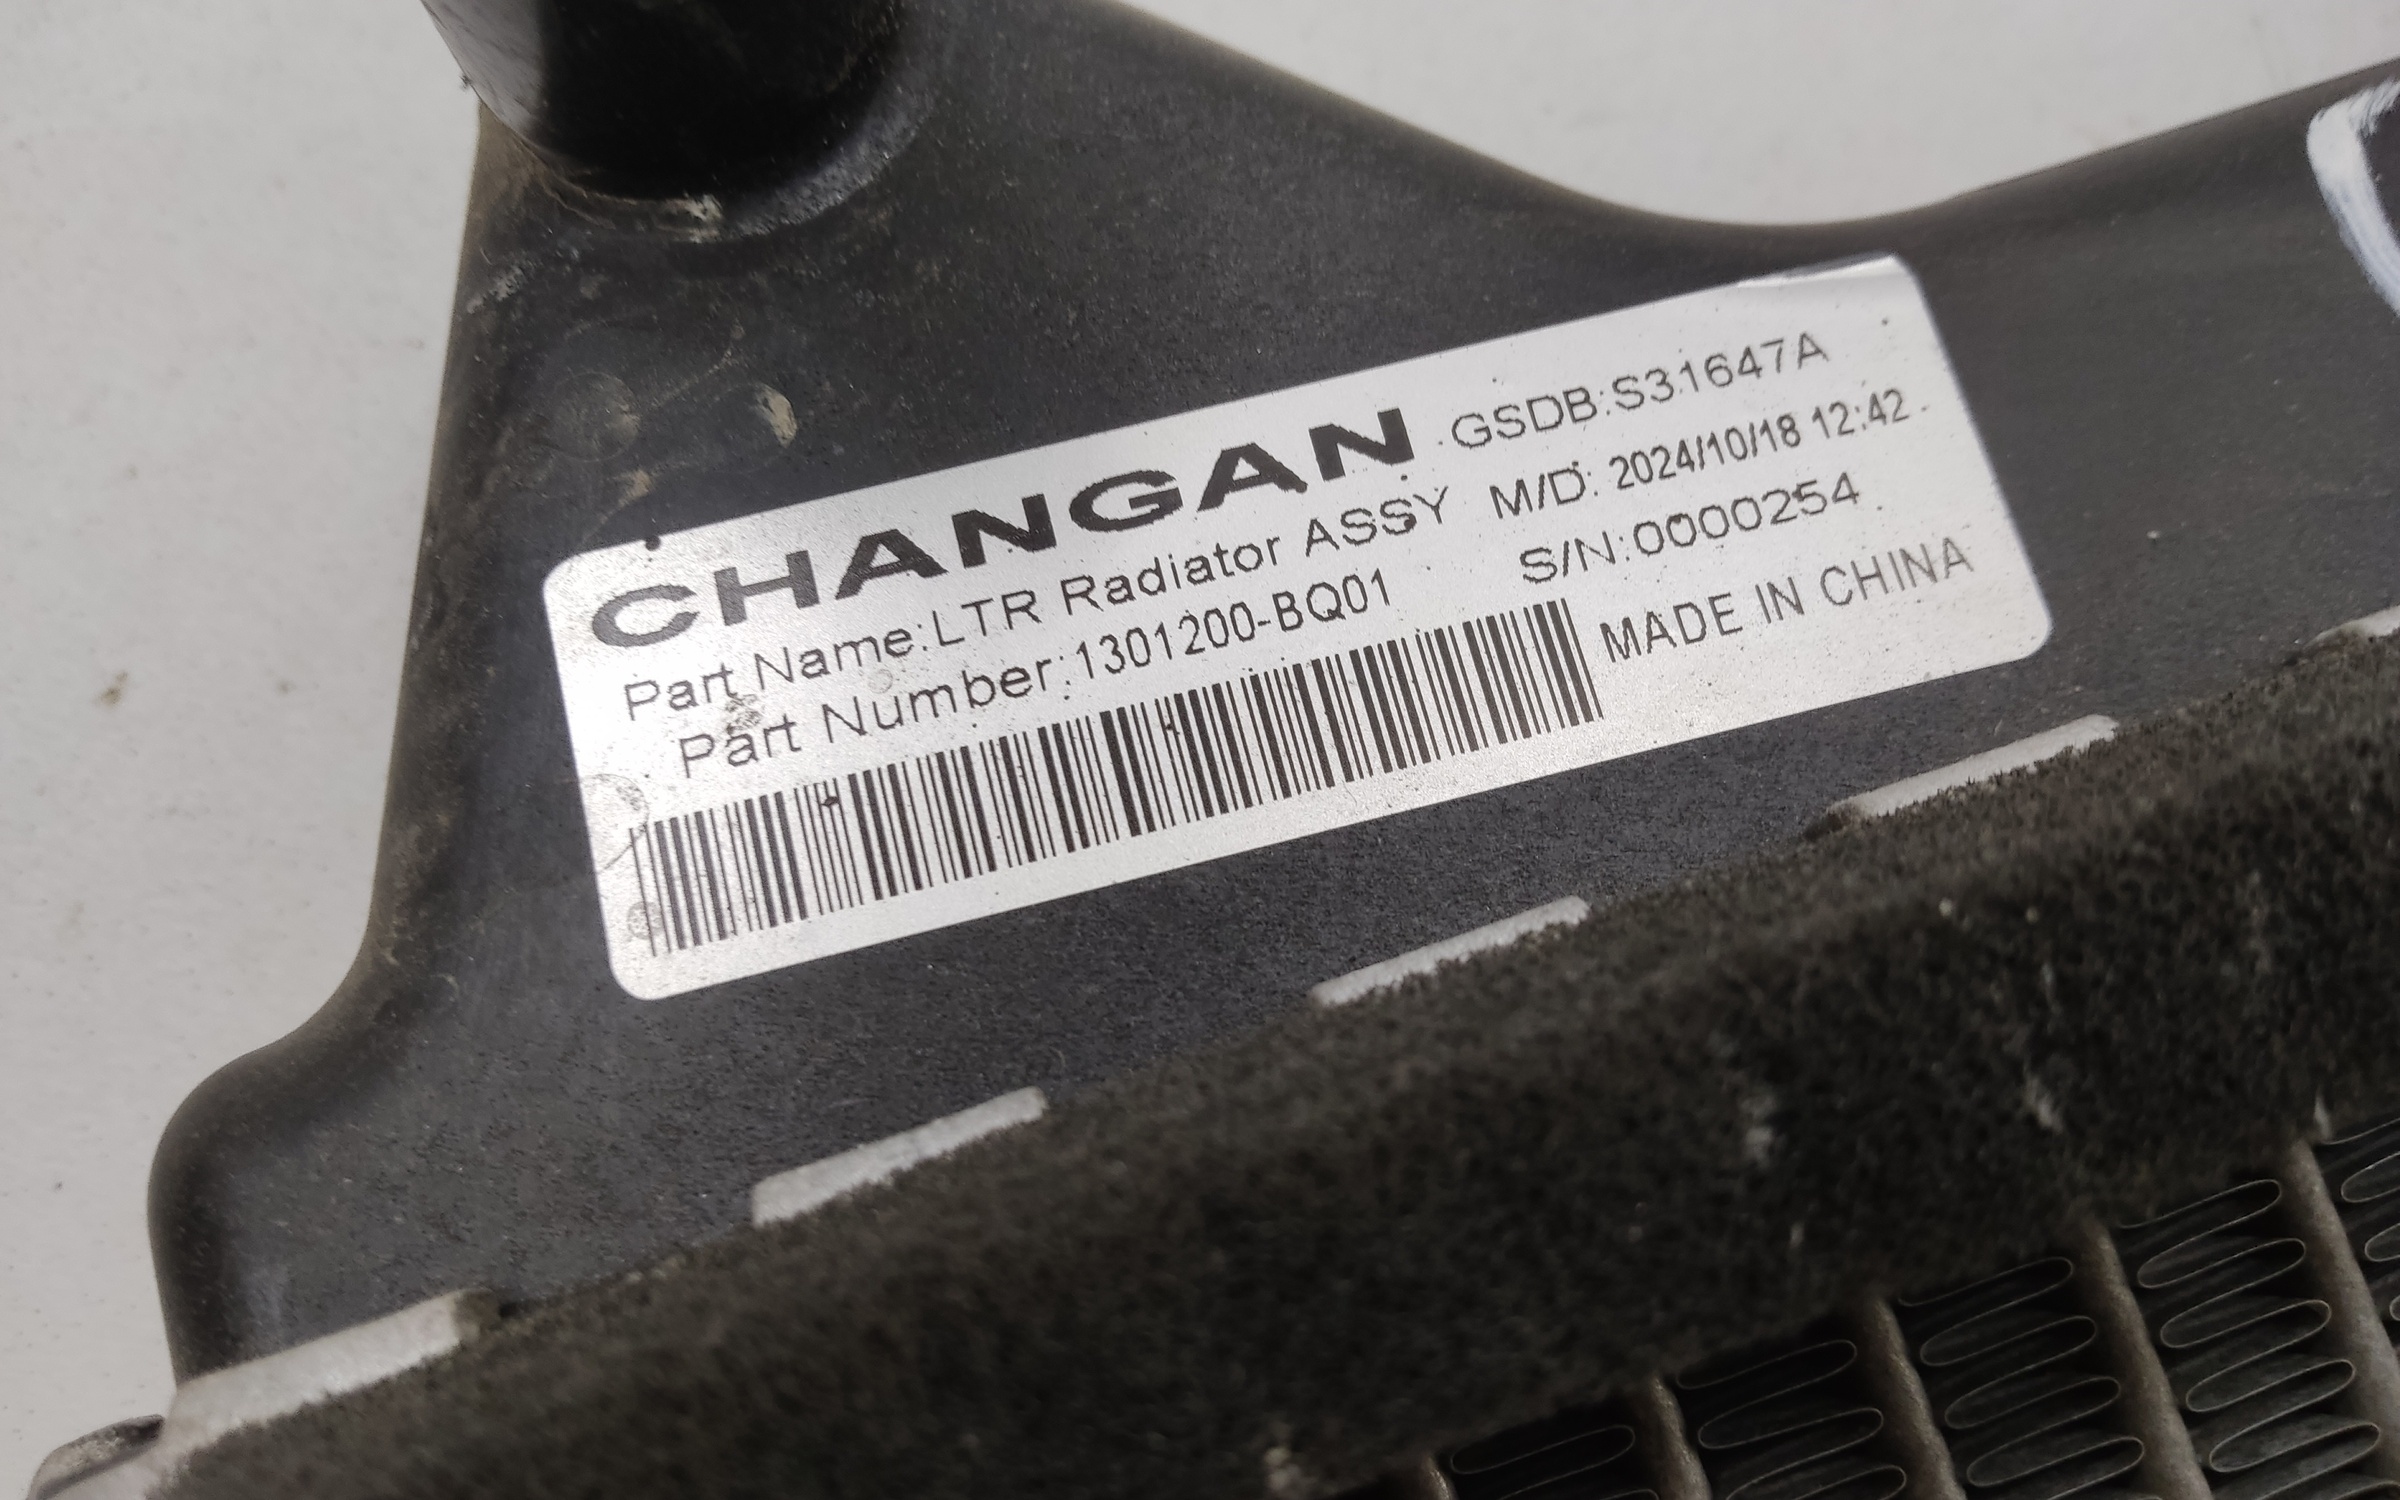 CHANGAN GSDB:S31647A
Part Name:LTR Radiator ASSY M/D: 2024/10/18 12:42
Part Number:1301200-BQ01 S/N:0000254
MADE IN CHINA